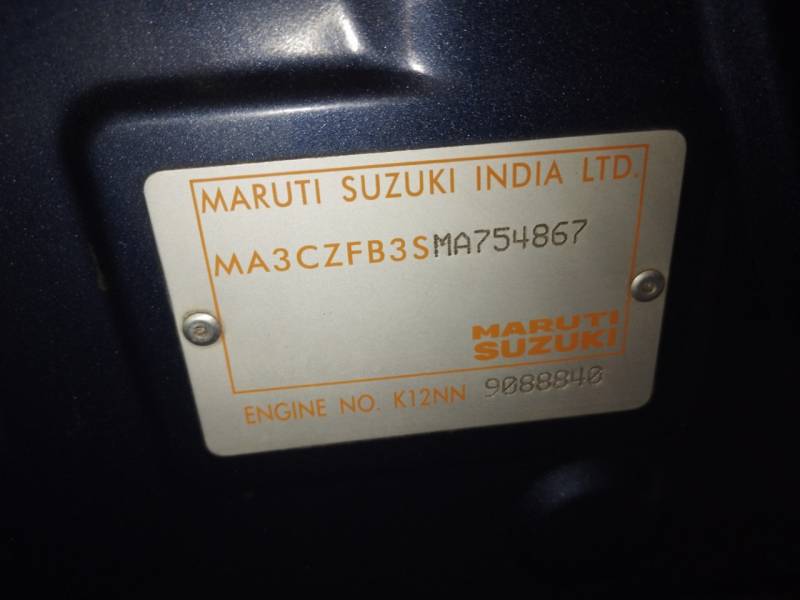 MARUTI SUZUKI INDIA LTD.
MA3CZFB3SMA754867
MARUTI
SUZUKI
ENGINE NO. K12NN 9088840